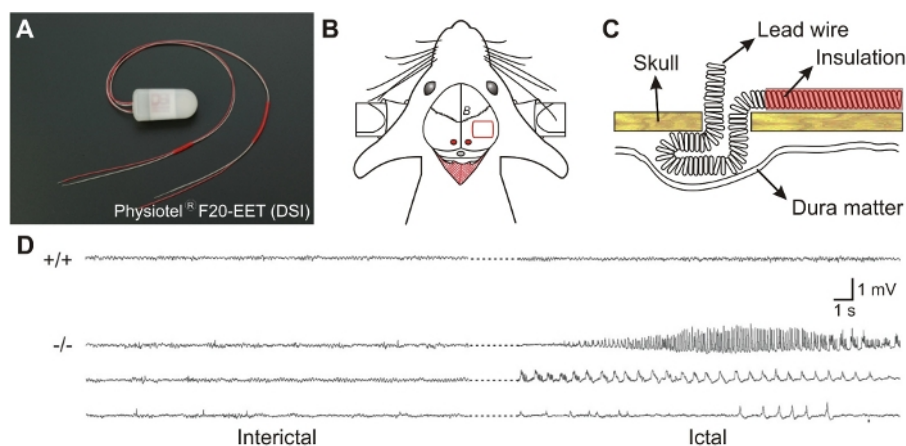 A
Physiotel® F20-EET (DSI)
B
B
C
Lead wire
Skull
Insulation
Dura matter
D
+/+
1 mV
1 s
-/-
Interictal
Ictal